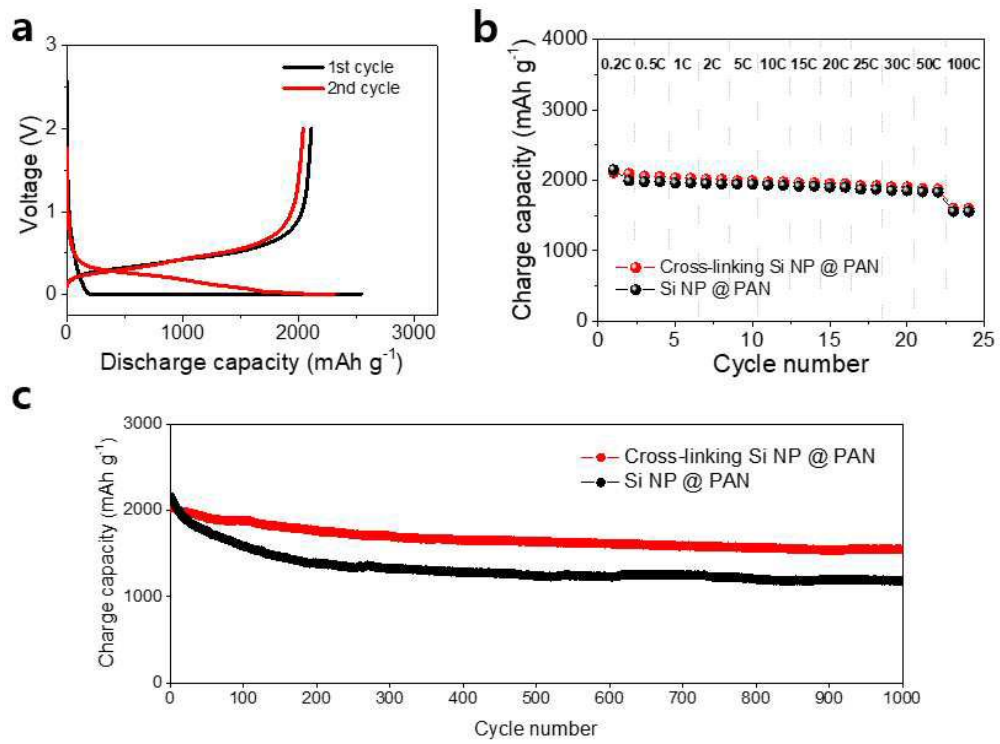 a
3
2
1
0
Voltage (V)
1st cycle
2nd cycle
0 1000 2000 3000
Discharge capacity (mAh g⁻¹)
b
4000
3000
2000
1000
0
Charge capacity (mAh g⁻¹)
0.2C 0.5C 1C 2C 5C 10C 15C 20C 25C 30C 50C 100C
Cross-linking Si NP @ PAN
Si NP @ PAN
0 5 10 15 20 25
Cycle number
c
3000
2000
1000
0
Charge capacity (mAh g⁻¹)
Cross-linking Si NP @ PAN
Si NP @ PAN
0 100 200 300 400 500 600 700 800 900 1000
Cycle number